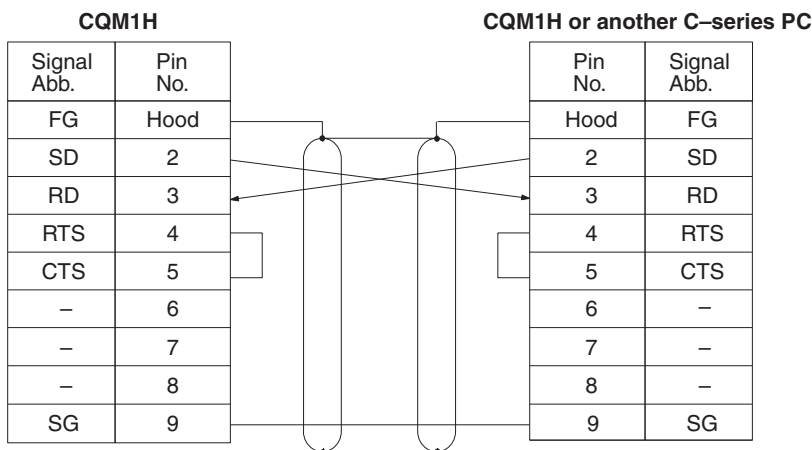 CQM1H CQM1H or another C–series PC
Signal Abb. Pin No. Pin No. Signal Abb.
FG Hood Hood FG
SD 2 2 SD
RD 3 3 RD
RTS 4 4 RTS
CTS 5 5 CTS
– 6 6 –
– 7 7 –
– 8 8 –
SG 9 9 SG